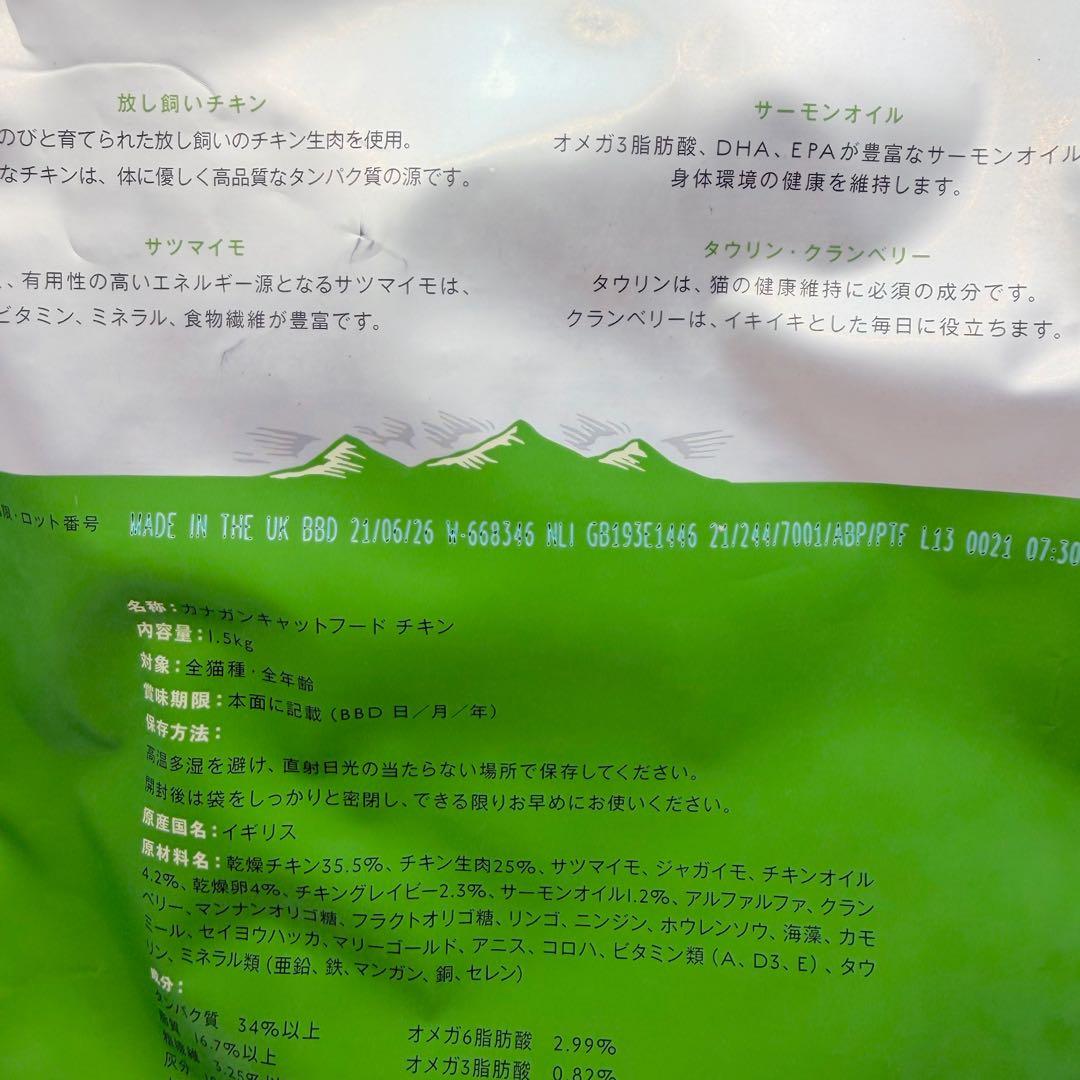 放し飼いチキン
のびと育てられた放し飼いのチキン生肉を使用。
なチキンは、体に優しく高品質なタンパク質の源です。
サーモンオイル
オメガ3脂肪酸、DHA、EPAが豊富なサーモンオイル
身体環境の健康を維持します。
サツマイモ
、有用性の高いエネルギー源となるサツマイモは、
ビタミン、ミネラル、食物繊維が豊富です。
タウリン・クランベリー
タウリンは、猫の健康維持に必須の成分です。
クランベリーは、イキイキとした毎日に役立ちます。
限・ロット番号 MADE IN THE UK BBD 21/06/26 W-668346 NLI GB193E1446 21/244/7001/ABP/PTF L13 0021 07:30
名称：カナガンキャットフード チキン
内容量：1.5kg
対象：全猫種・全年齢
賞味期限：本面に記載（BBD 日／月／年）
保存方法：
高温多湿を避け、直射日光の当たらない場所で保存してください。
開封後は袋をしっかりと密閉し、できる限りお早めにお使いください。
原産国名：イギリス
原材料名：乾燥チキン35.5%、チキン生肉25%、サツマイモ、ジャガイモ、チキンオイル
4.2%、乾燥卵4%、チキングレイビー2.3%、サーモンオイル1.2%、アルファルファ、クラン
ベリー、マンナンオリゴ糖、フラクトオリゴ糖、リンゴ、ニンジン、ホウレンソウ、海藻、カモ
ミール、セイヨウハッカ、マリーゴールド、アニス、コロハ、ビタミン類（A、D3、E）、タウ
リン、ミネラル類（亜鉛、鉄、マンガン、銅、セレン）
成分：
タンパク質 34%以上
脂質 16.7%以上
粗繊維 3.25%以
灰分
オメガ6脂肪酸 2.99%
オメガ3脂肪酸 0.82%